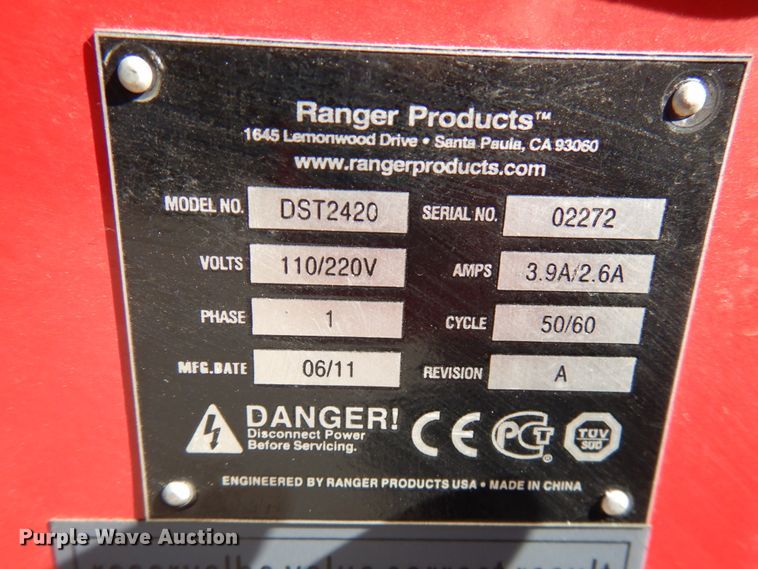 Ranger Products™
1645 Lemonwood Drive • Santa Paula, CA 93060
www.rangerproducts.com
MODEL NO. DST2420 SERIAL NO. 02272
VOLTS 110/220V AMPS 3.9A/2.6A
PHASE 1 CYCLE 50/60
MFG.DATE 06/11 REVISION A
DANGER!
Disconnect Power
Before Servicing.
CE PCT ® TÜV
SÜD
ENGINEERED BY RANGER PRODUCTS USA • MADE IN CHINA
Purple Wave Auction